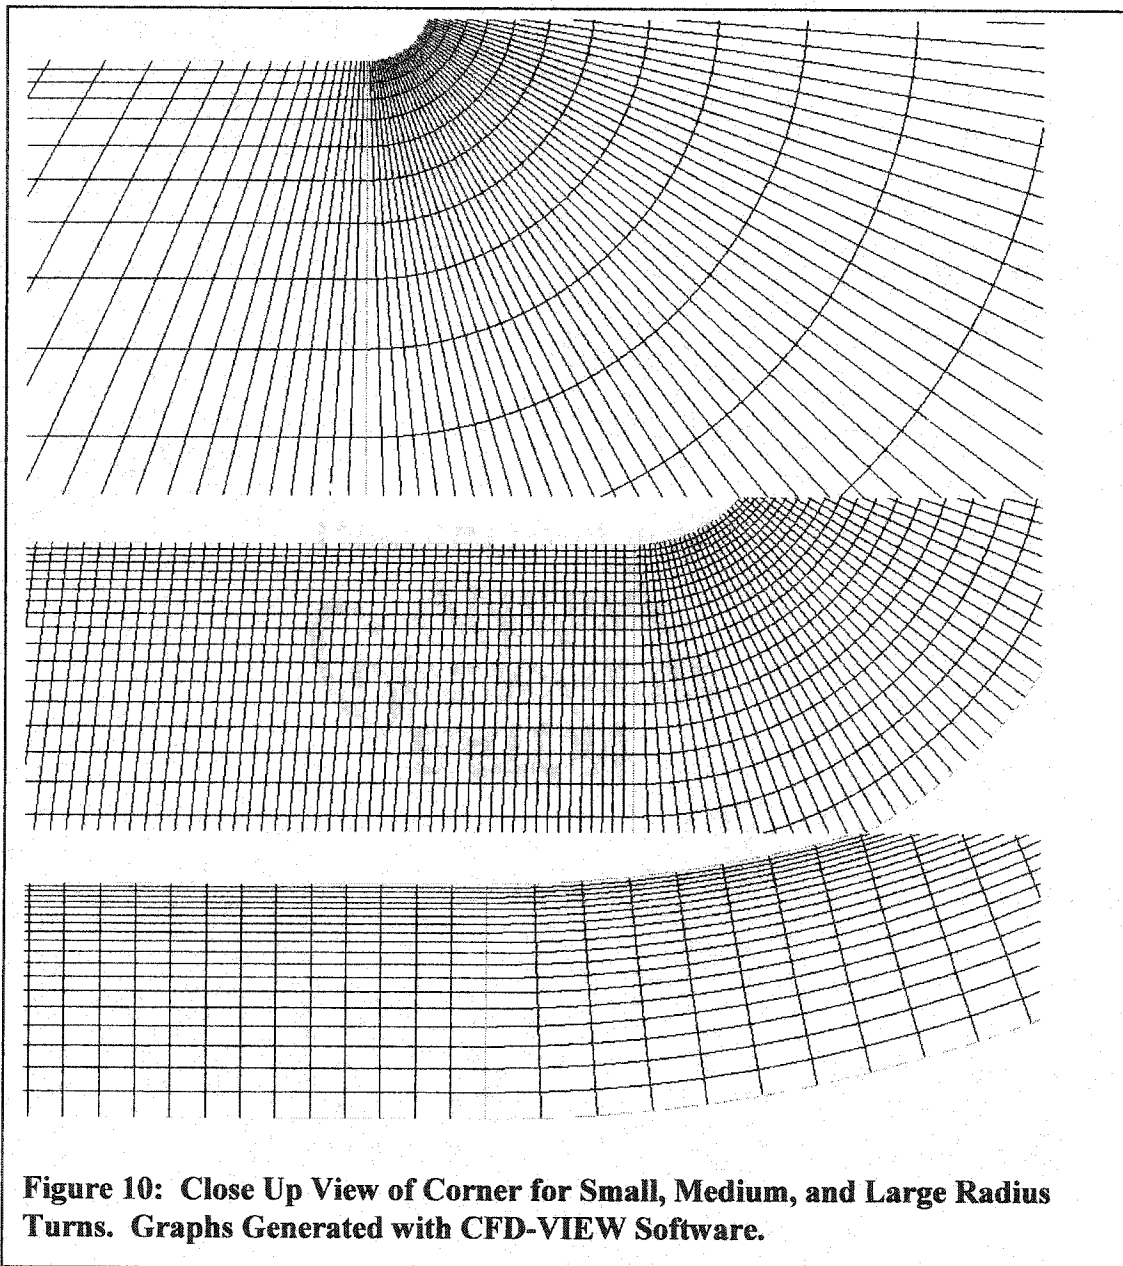 Figure 10: Close Up View of Corner for Small, Medium, and Large Radius
Turns. Graphs Generated with CFD-VIEW Software.